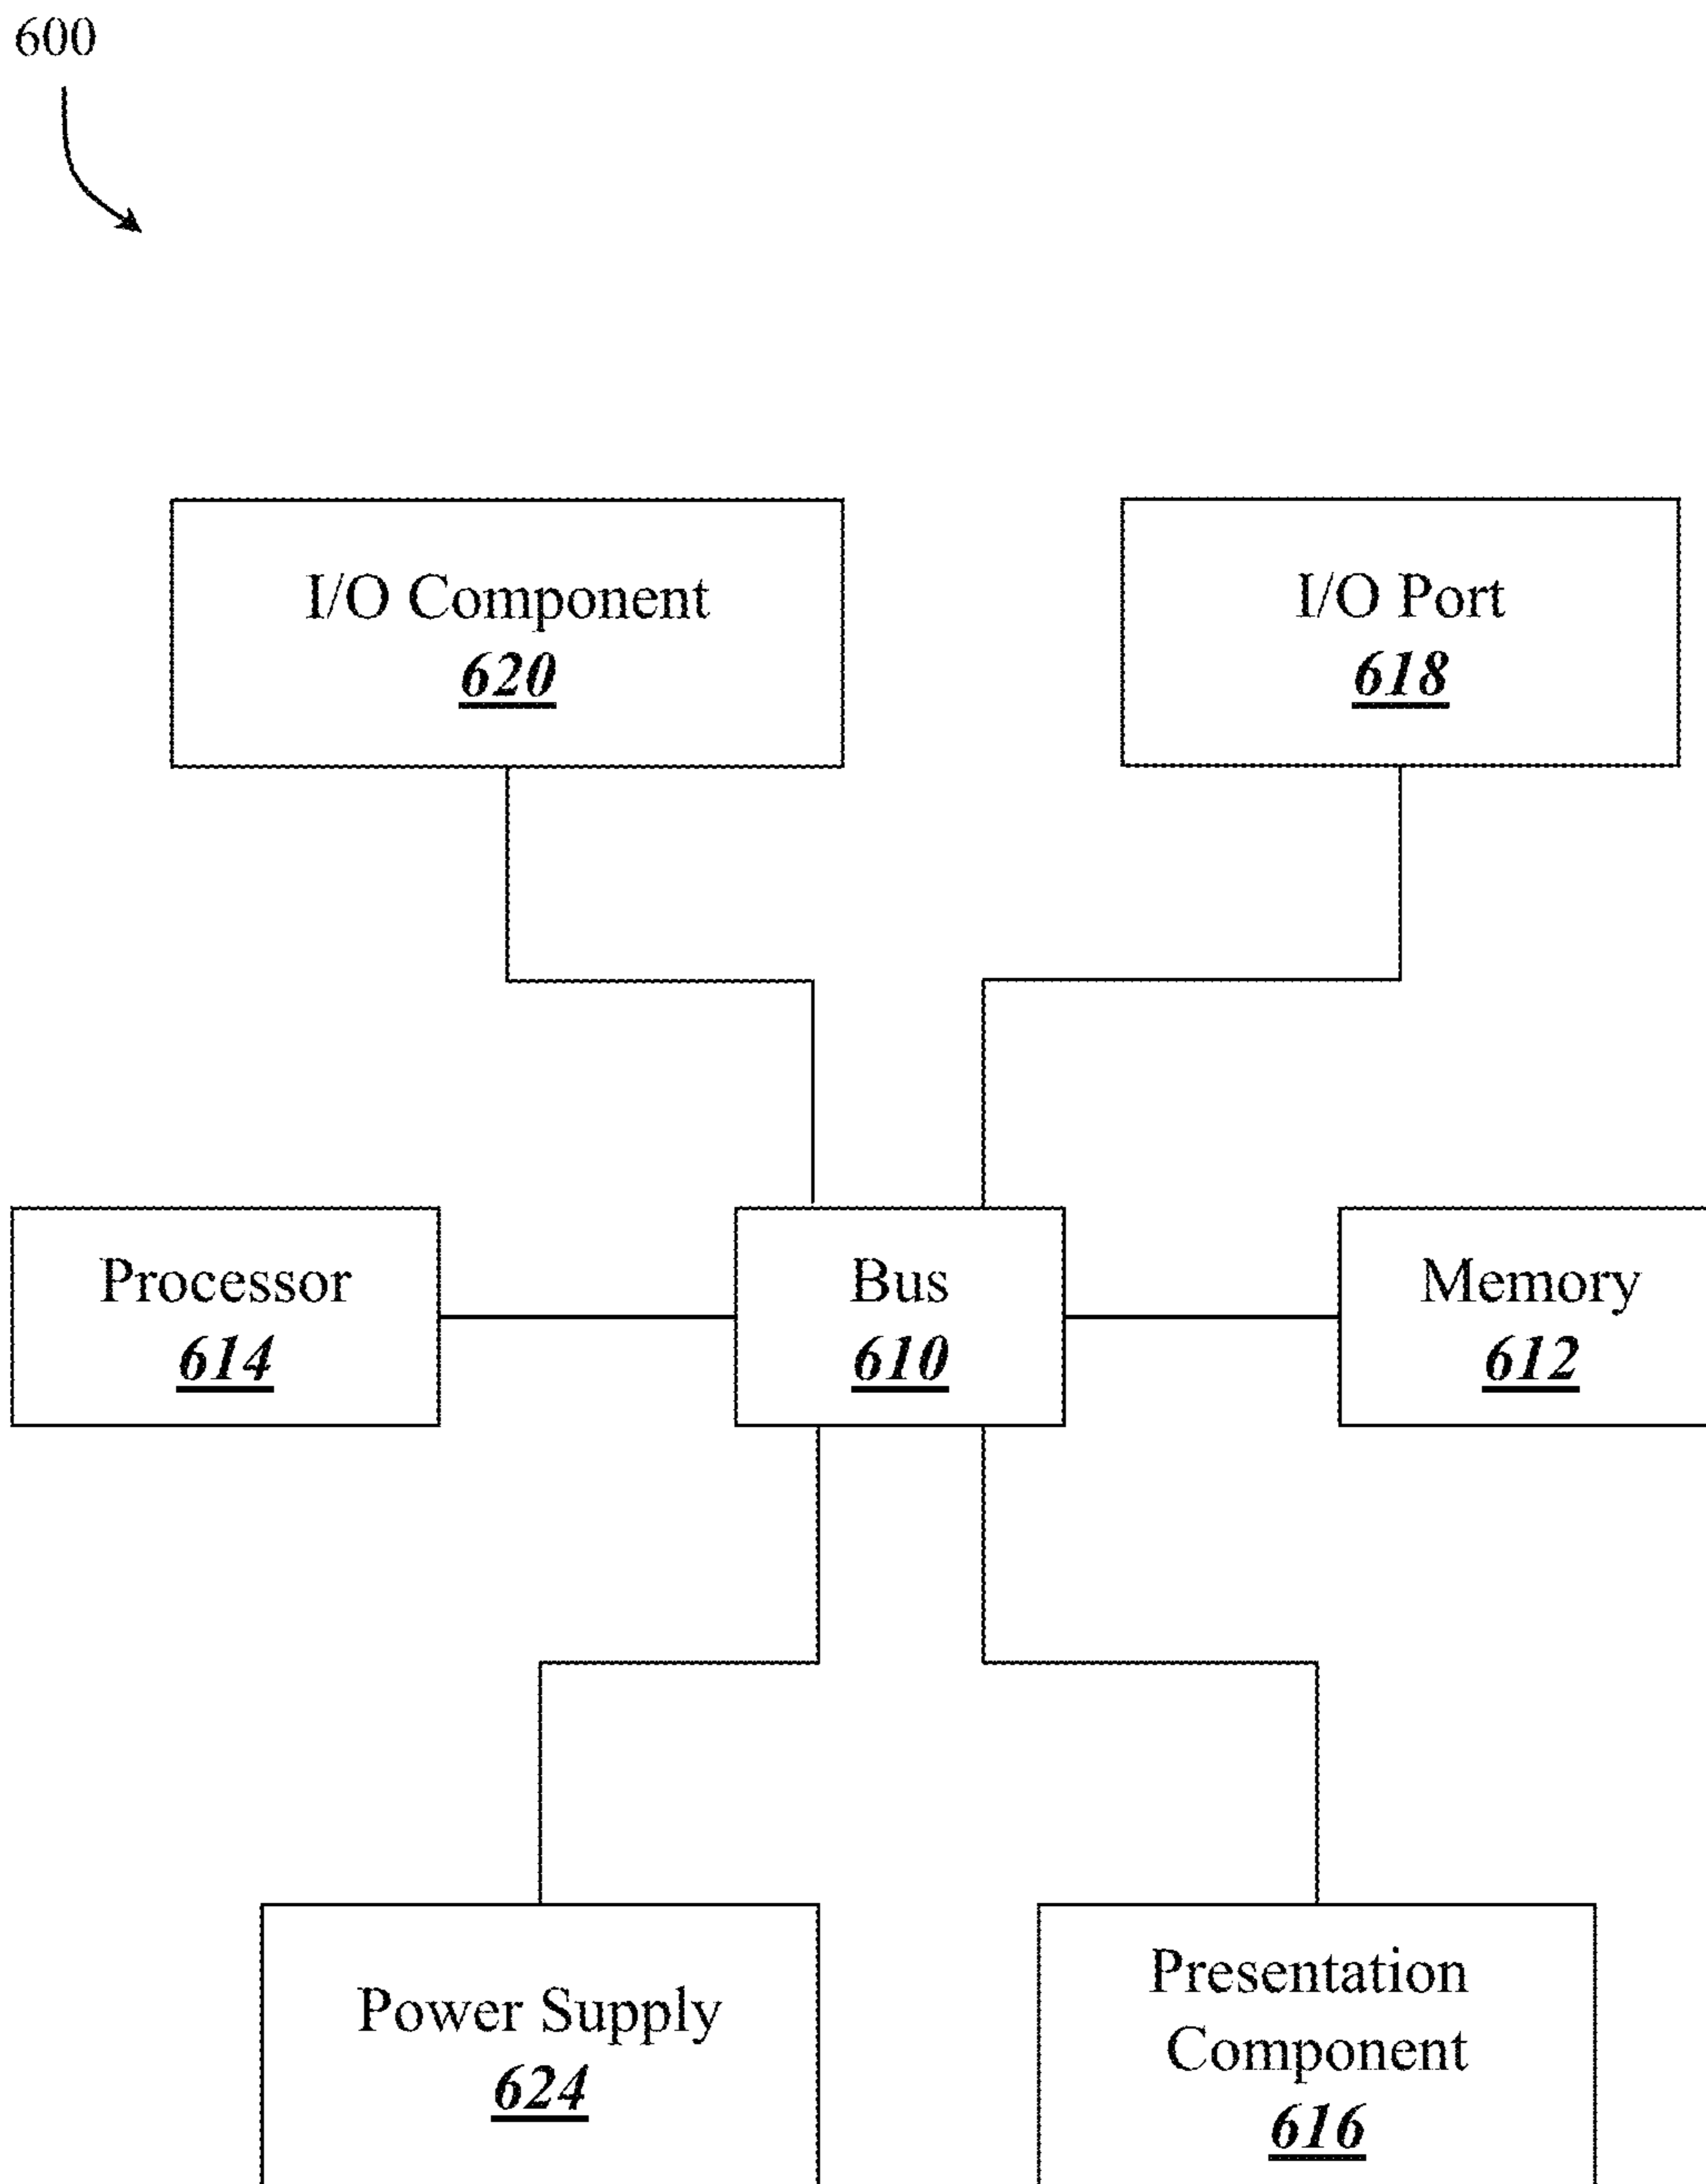 600
I/O Component
620
I/O Port
618
Processor
614
Bus
610
Memory
612
Power Supply
624
Presentation
Component
616